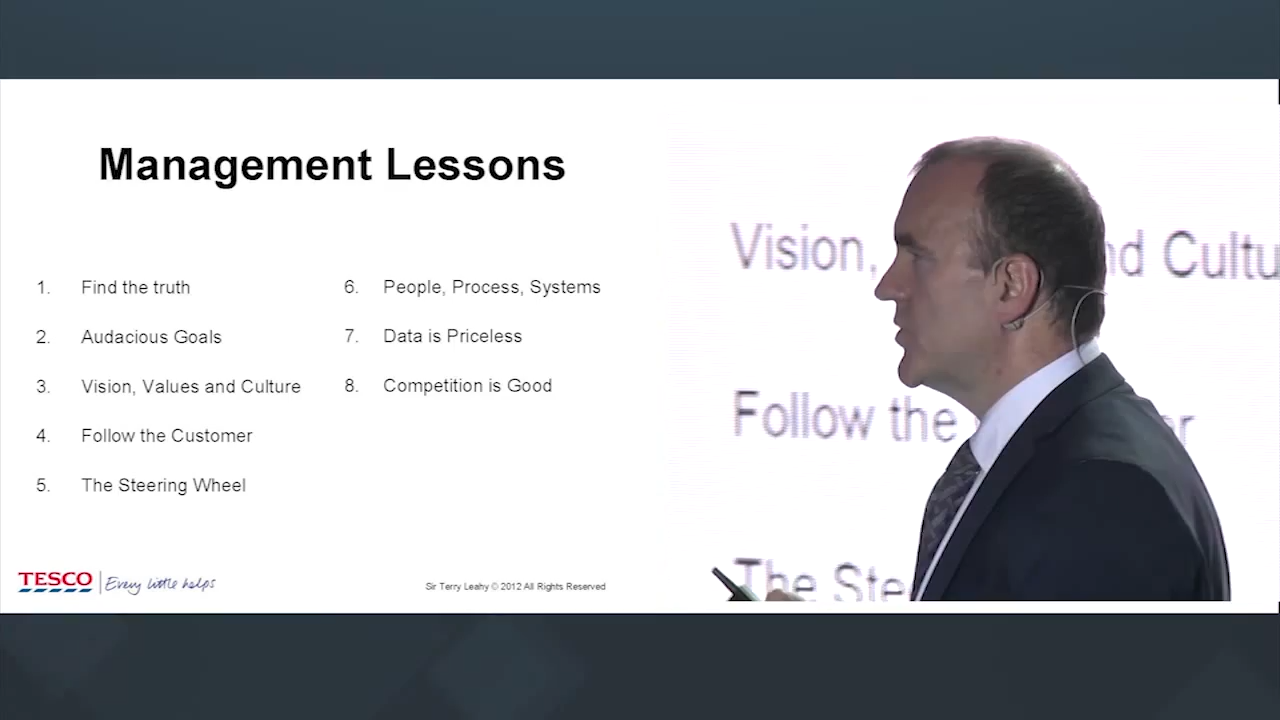 Management Lessons
1. Find the truth
2. Audacious Goals
3. Vision, Values and Culture
4. Follow the Customer
5. The Steering Wheel
6. People, Process, Systems
7. Data is Priceless
8. Competition is Good
TESCO Every little helps
Sir Terry Leahy © 2012 All Rights Reserved
Vision, nd Cultu
Follow the
The Stee